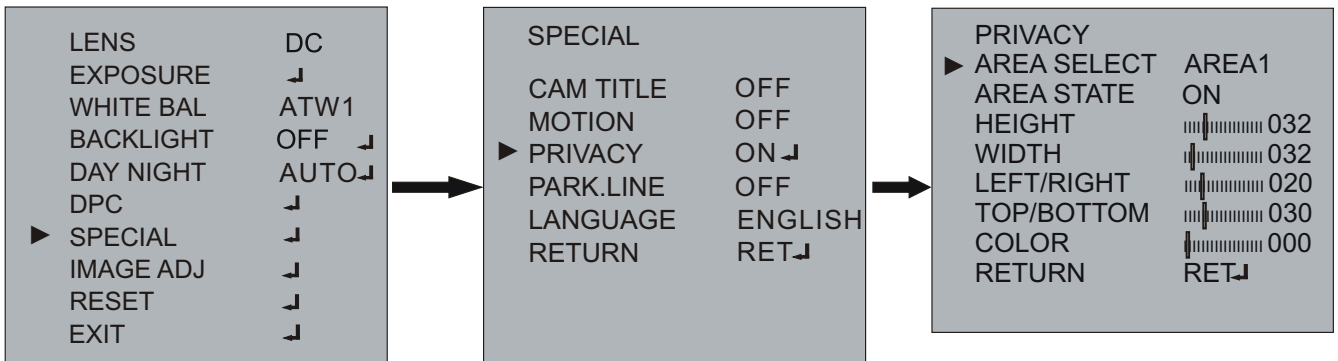 LENS DC
EXPOSURE ↲
WHITE BAL ATW1
BACKLIGHT OFF ↲
DAY NIGHT AUTO↲
DPC ↲
► SPECIAL ↲
IMAGE ADJ ↲
RESET ↲
EXIT ↲
SPECIAL
CAM TITLE OFF
MOTION OFF
► PRIVACY ON↲
PARK.LINE OFF
LANGUAGE ENGLISH
RETURN RET↲
PRIVACY
► AREA SELECT AREA1
AREA STATE ON
HEIGHT 032
WIDTH 032
LEFT/RIGHT 020
TOP/BOTTOM 030
COLOR 000
RETURN RET↲